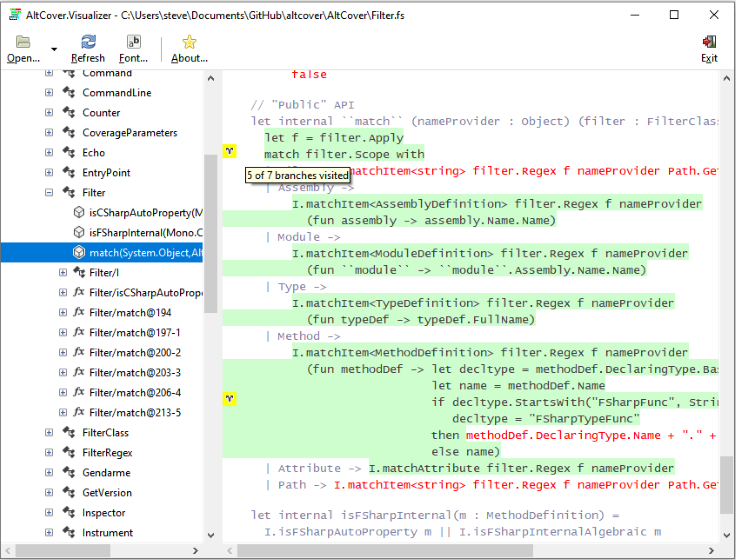 AltCover.Visualizer - C:\Users\steve\Documents\GitHub\altcover\AltCover\Filter.fs
Open... Refresh Font... About... Exit
Command
CommandLine
Counter
CoverageParameters
Echo
EntryPoint
Filter
isCSharpAutoProperty(M
isFSharpInternal(Mono.C
match(System.Object,Alt
Filter/I
Filter/isCSharpAutoProp
Filter/match@194
Filter/match@197-1
Filter/match@200-2
Filter/match@203-3
Filter/match@206-4
Filter/match@213-5
FilterClass
FilterRegex
Gendarme
GetVersion
Inspector
Instrument
false
// "Public" API
let internal ``match`` (nameProvider : Object) (filter : FilterClass
let f = filter.Apply
match filter.Scope with
5 of 7 branches visited
matchItem<string> filter.Regex f nameProvider Path.Get
| Assembly ->
I.matchItem<AssemblyDefinition> filter.Regex f nameProvider
(fun assembly -> assembly.Name.Name)
| Module ->
I.matchItem<ModuleDefinition> filter.Regex f nameProvider
(fun ``module`` -> ``module``.Assembly.Name.Name)
| Type ->
I.matchItem<TypeDefinition> filter.Regex f nameProvider
(fun typeDef -> typeDef.FullName)
| Method ->
I.matchItem<MethodDefinition> filter.Regex f nameProvider
(fun methodDef -> let decltype = methodDef.DeclaringType.Bas
let name = methodDef.Name
if decltype.StartsWith("FSharpFunc", Strin
decltype = "FSharpTypeFunc"
then methodDef.DeclaringType.Name + "." +
else name)
| Attribute -> I.matchAttribute filter.Regex f nameProvider
| Path -> I.matchItem<string> filter.Regex f nameProvider Path.Get
let internal isFSharpInternal(m : MethodDefinition) =
I.isFSharpAutoProperty m || I.isFSharpInternalAlgebraic m